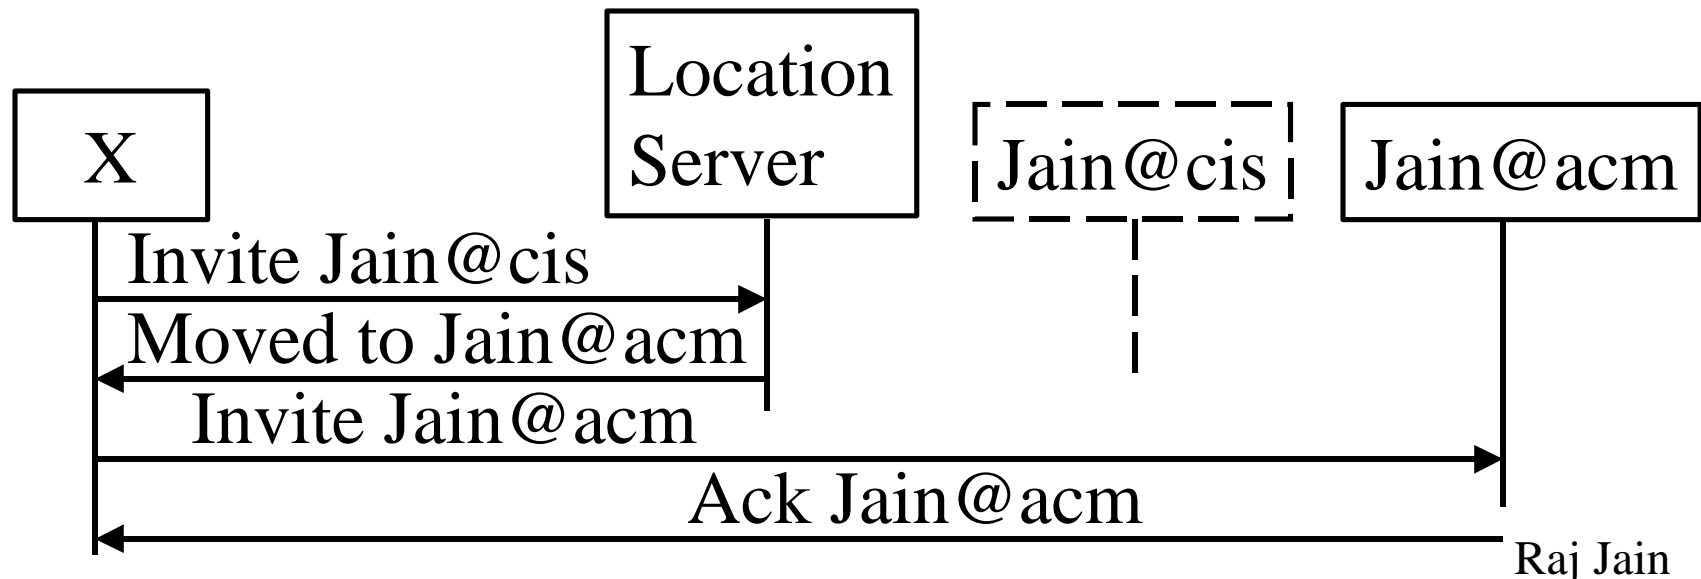 X
Location
Server
Jain@cis
Jain@acm
Invite Jain@cis
Moved to Jain@acm
Invite Jain@acm
Ack Jain@acm
Raj Jain